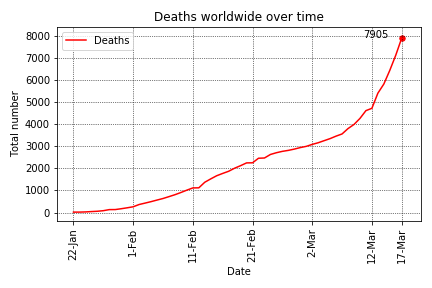 Deaths worldwide over time
7905
Deaths
8000
7000
6000
5000
4000
3000
2000
1000
0
Total number
22-Jan
1-Feb
11-Feb
21-Feb
2-Mar
12-Mar
17-Mar
Date